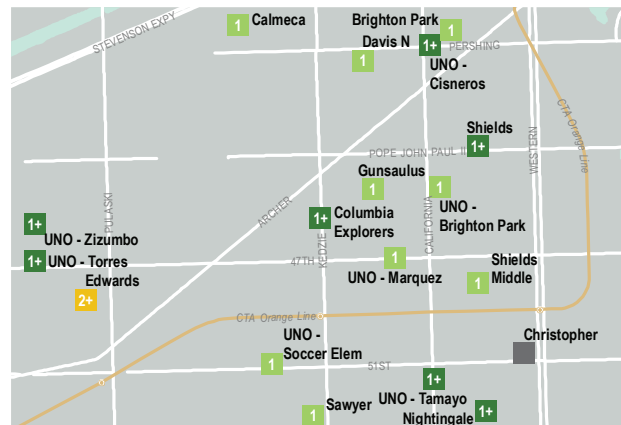 1 Calmeca
Brighton Park
1
STEVENSON EXPY
Davis N
1
1+
PERSHING
UNO -
Cisneros
CTA Orange Line
Shields
1+
WESTERN
POPE JOHN PAUL II
Gunsaulus
1
1
UNO -
Brighton Park
PULASKI
ARCHER
1+ Columbia
Explorers
KEDZIE
CALIFORNIA
1+
UNO - Zizumbo
1+ UNO - Torres
Edwards
2+
47TH
1
UNO - Marquez
Shields
Middle
1
CTA Orange Line
UNO -
Soccer Elem
1
Christopher
51ST
1+
UNO - Tamayo
Nightingale 1+
Sawyer
1